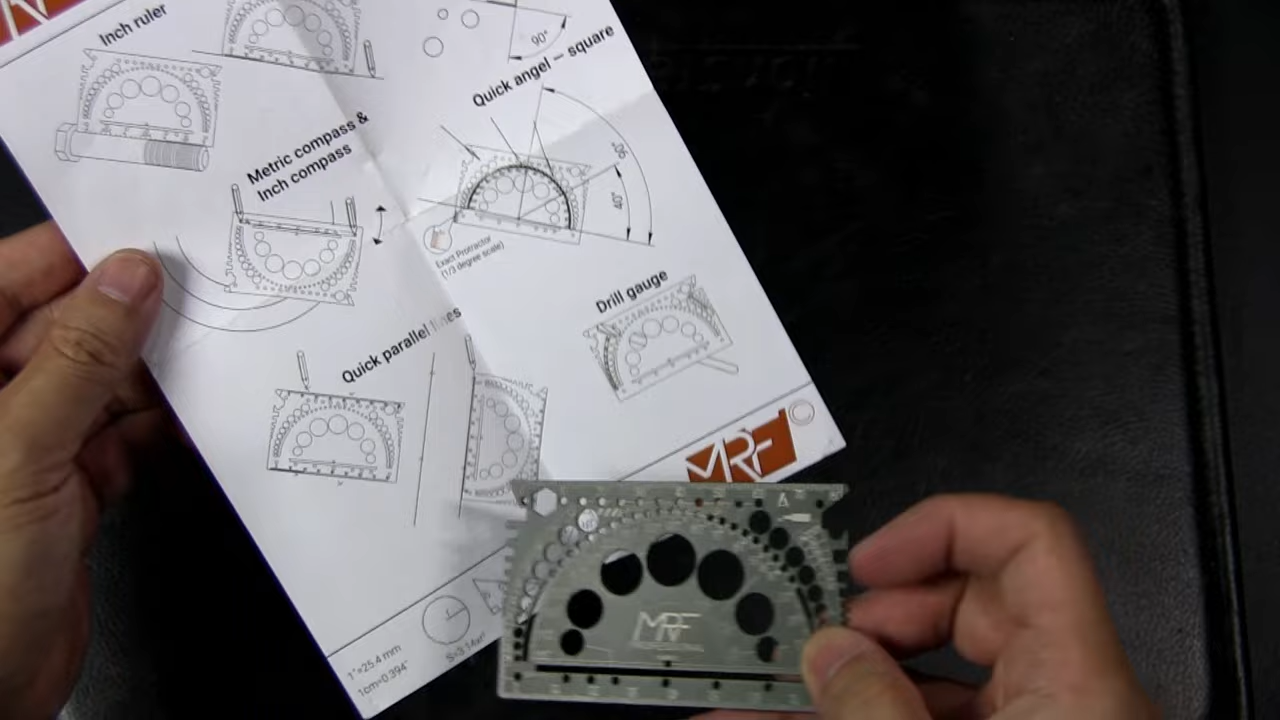 Inch ruler
90°
Quick angel – square
Metric compass &
Inch compass
90°
40°
Exact Protractor
(1/3 degree scale)
Drill gauge
Quick parallel lines
MRF
1"=25.4 mm
1cm=0.394"
MRF